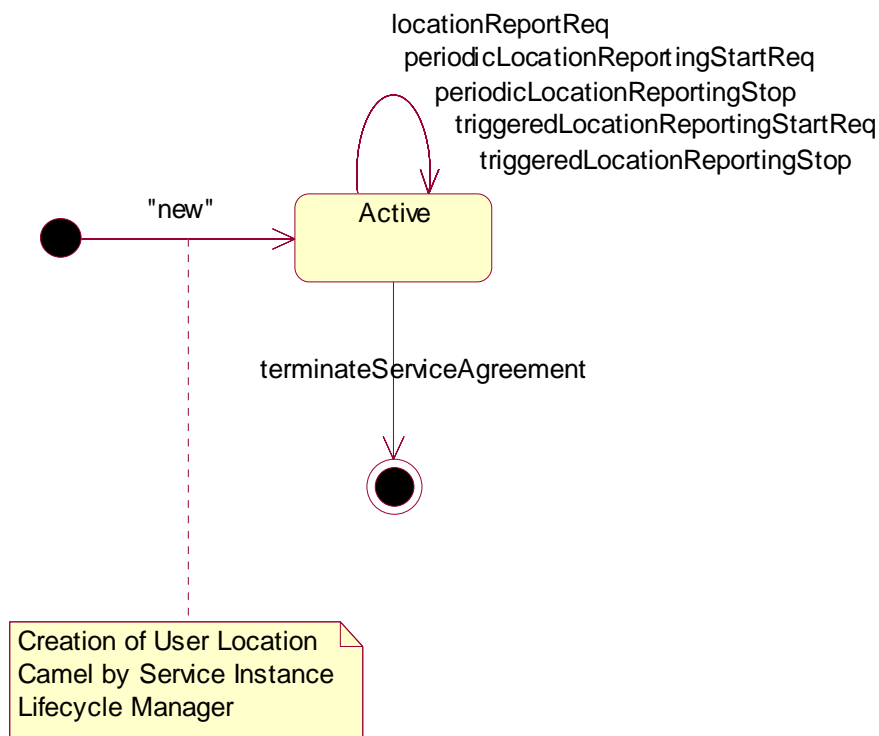 locationReportReq
periodicLocationReportingStartReq
periodicLocationReportingStop
triggeredLocationReportingStartReq
triggeredLocationReportingStop
"new"
Active
terminateServiceAgreement
Creation of User Location
Camel by Service Instance
Lifecycle Manager